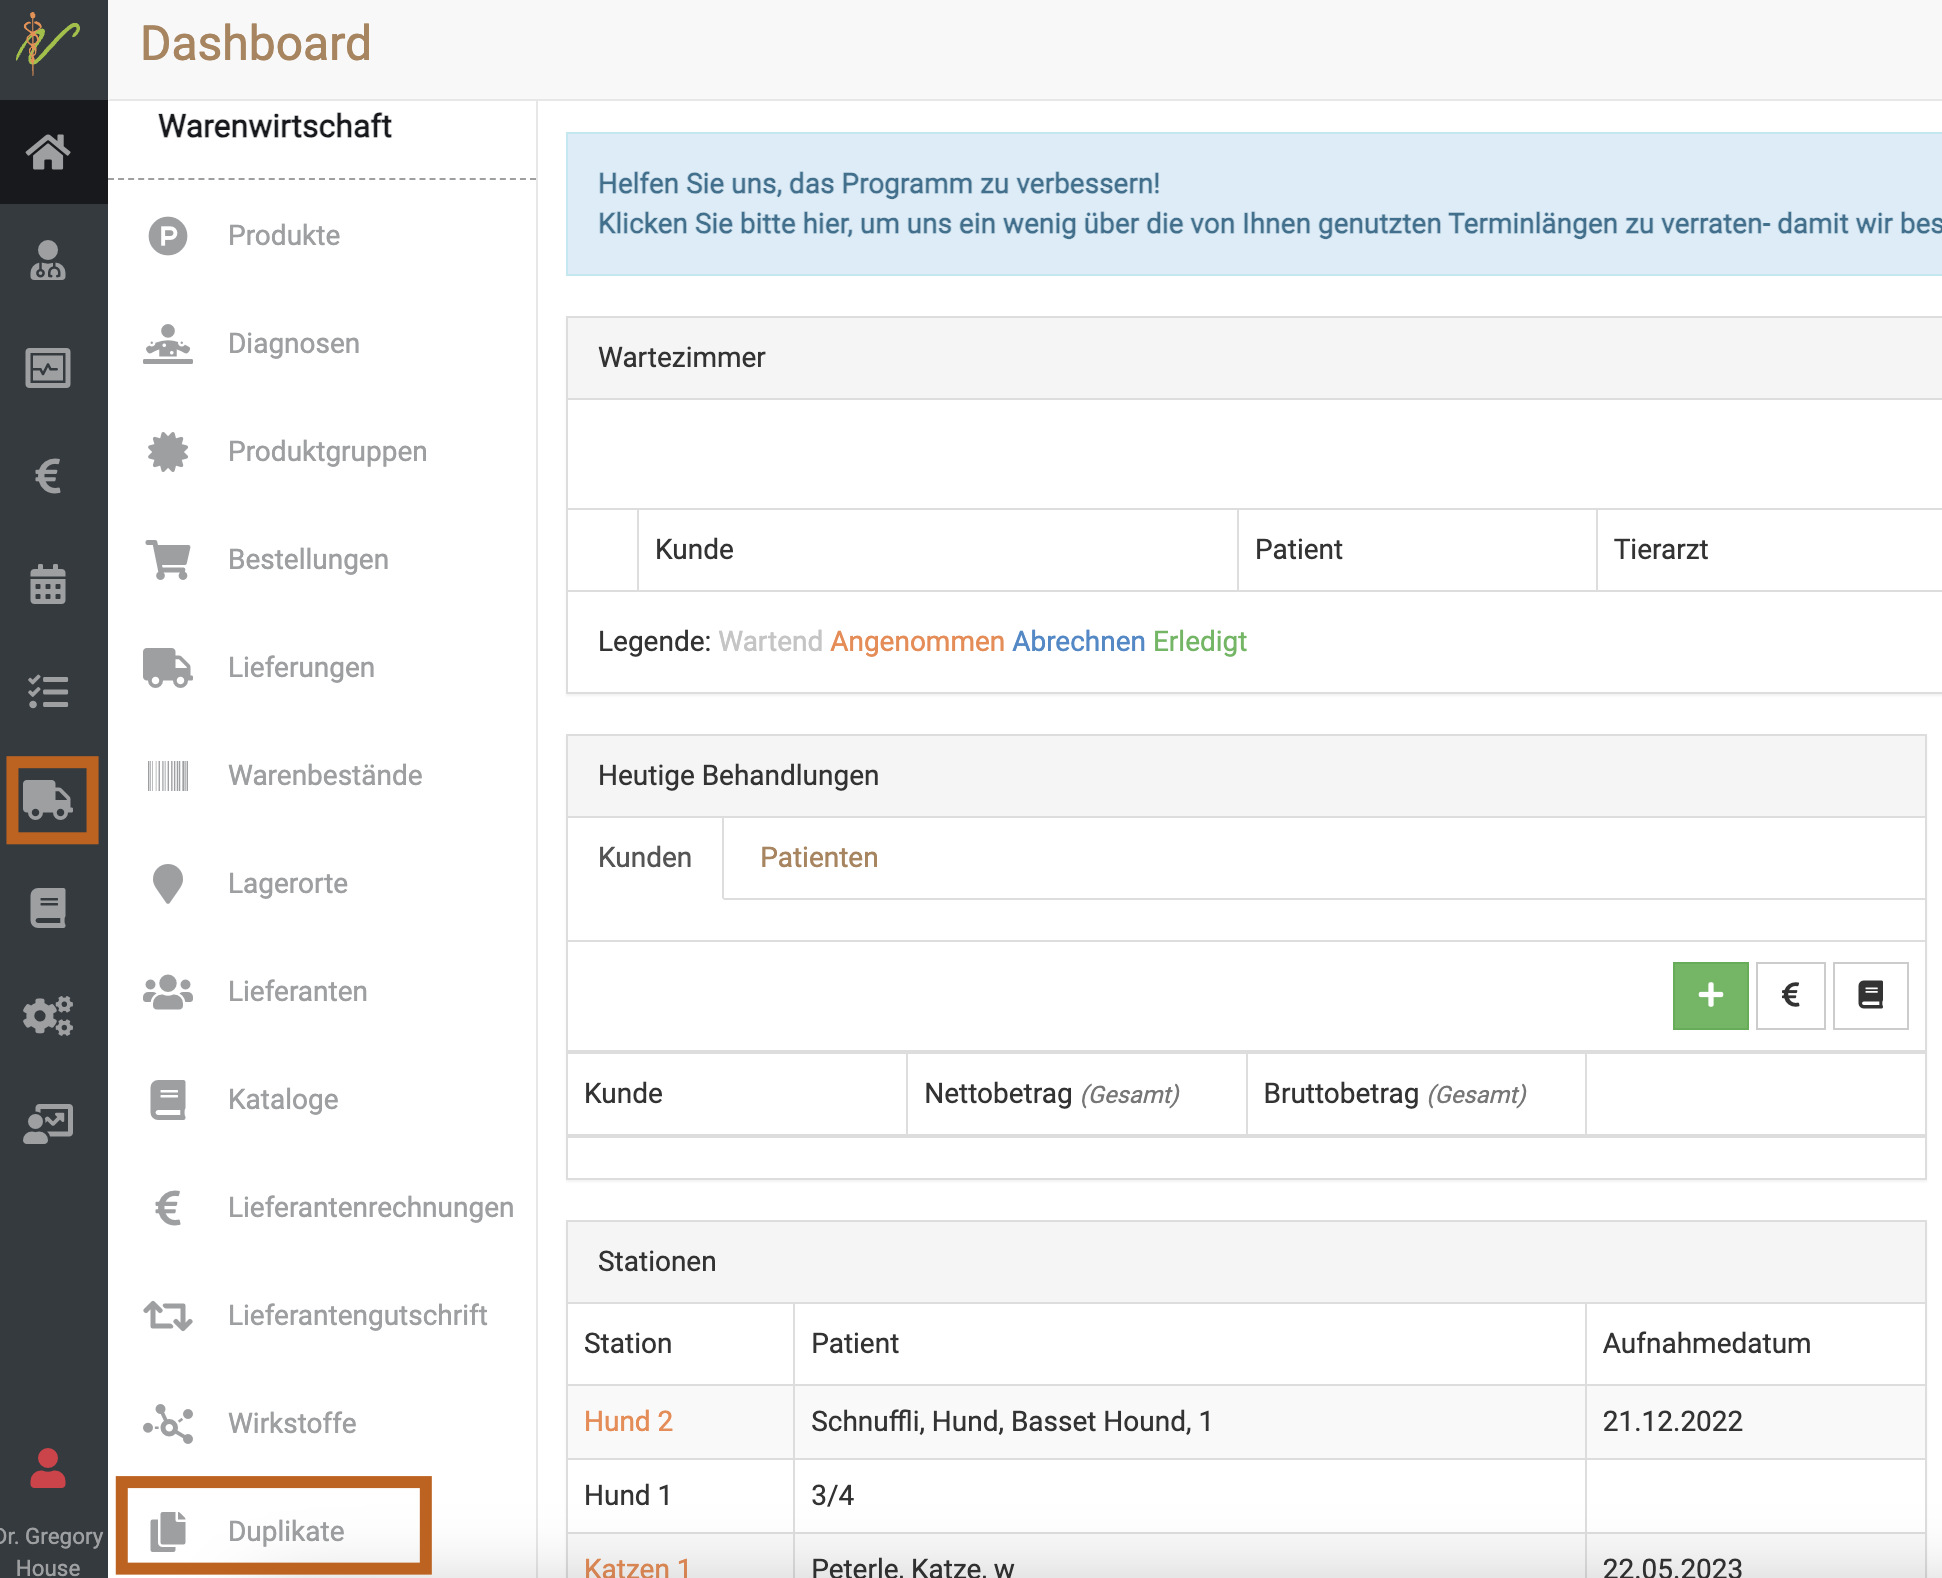 Dashboard
Warenwirtschaft
Produkte
Diagnosen
Produktgruppen
Bestellungen
Lieferungen
Warenbestände
Lagerorte
Lieferanten
Kataloge
Lieferantenrechnungen
Lieferantengutschrift
Wirkstoffe
Duplikate
Dr. Gregory
House
Helfen Sie uns, das Programm zu verbessern!
Klicken Sie bitte hier, um uns ein wenig über die von Ihnen genutzten Terminlängen zu verraten- damit wir bes
Wartezimmer
Kunde Patient Tierarzt
Legende: Wartend Angenommen Abrechnen Erledigt
Heutige Behandlungen
Kunden Patienten
Kunde Nettobetrag (Gesamt) Bruttobetrag (Gesamt)
Stationen
Station Patient Aufnahmedatum
Hund 2 Schnuffli, Hund, Basset Hound, 1 21.12.2022
Hund 1 3/4
Katzen 1 Peterle, Katze, w 22.05.2023